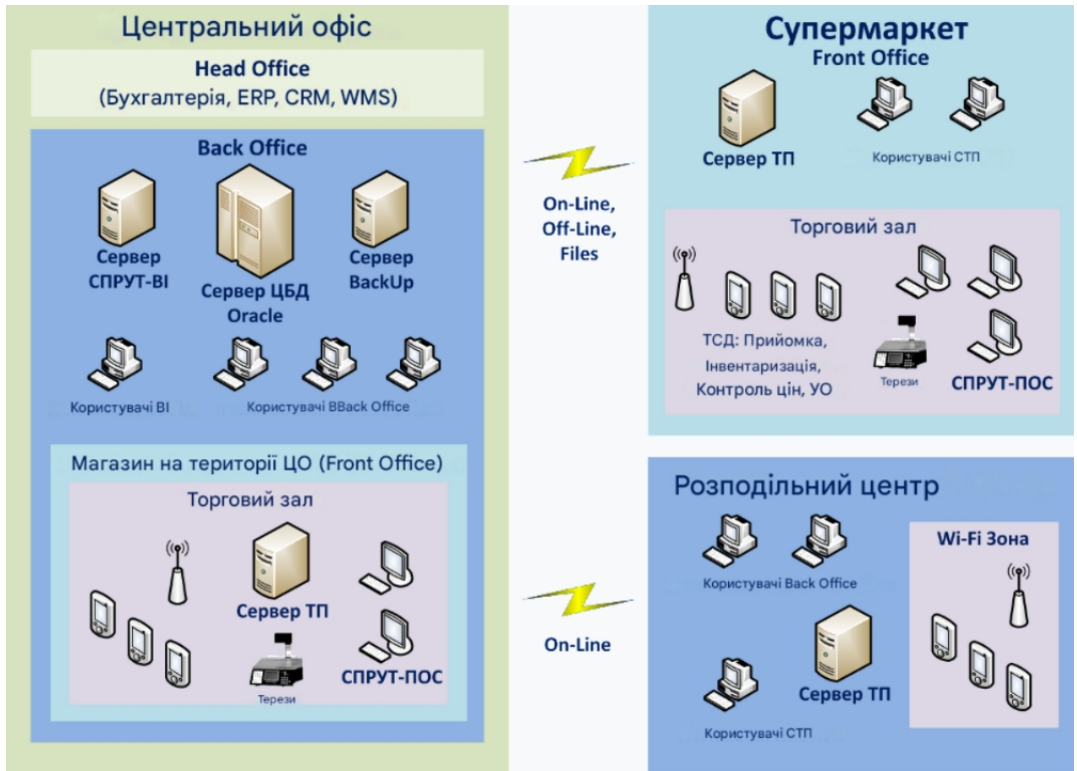 Центральний офіс
Head Office
(Бухгалтерія, ERP, CRM, WMS)
Back Office
Сервер
СПРУТ-BI
Сервер ЦБД
Oracle
Сервер
BackUp
Користувачі BI
Користувачі BBack Office
Магазин на території ЦО (Front Office)
Торговий зал
Сервер ТП
Терези
СПРУТ-ПОС
On-Line,
Off-Line,
Files
On-Line
Супермаркет
Front Office
Сервер ТП
Користувачі СТП
Торговий зал
ТСД: Прийомка,
Інвентаризація,
Контроль цін, УО
Терези
СПРУТ-ПОС
Розподільний центр
Користувачі Back Office
Wi-Fi Зона
Сервер ТП
Користувачі СТП